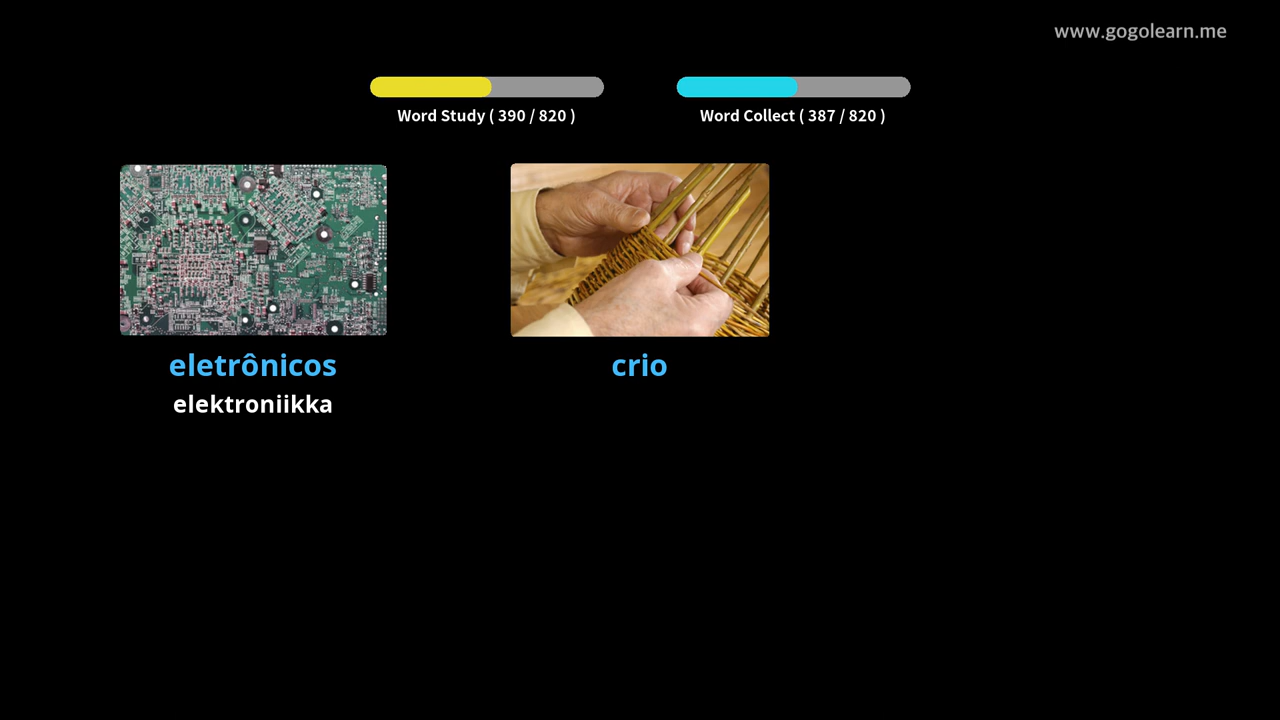 www.gogolearn.me
Word Study ( 390 / 820 )
Word Collect ( 387 / 820 )
eletrônicos
elektroniikka
crio